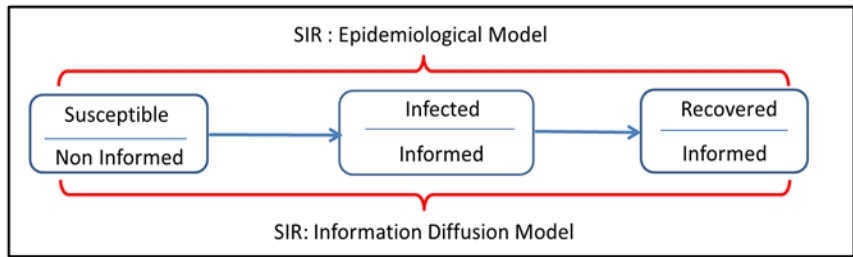 SIR : Epidemiological Model
Susceptible
Non Informed
Infected
Informed
Recovered
Informed
SIR: Information Diffusion Model